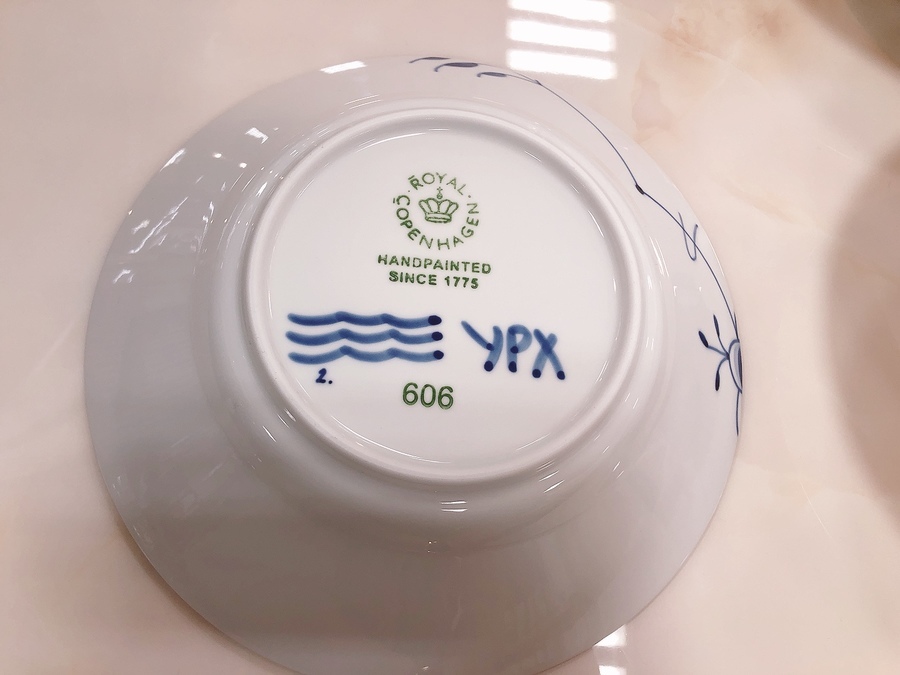 ROYAL
COPENHAGEN
HANDPAINTED
SINCE 1775
YPX
2.
606